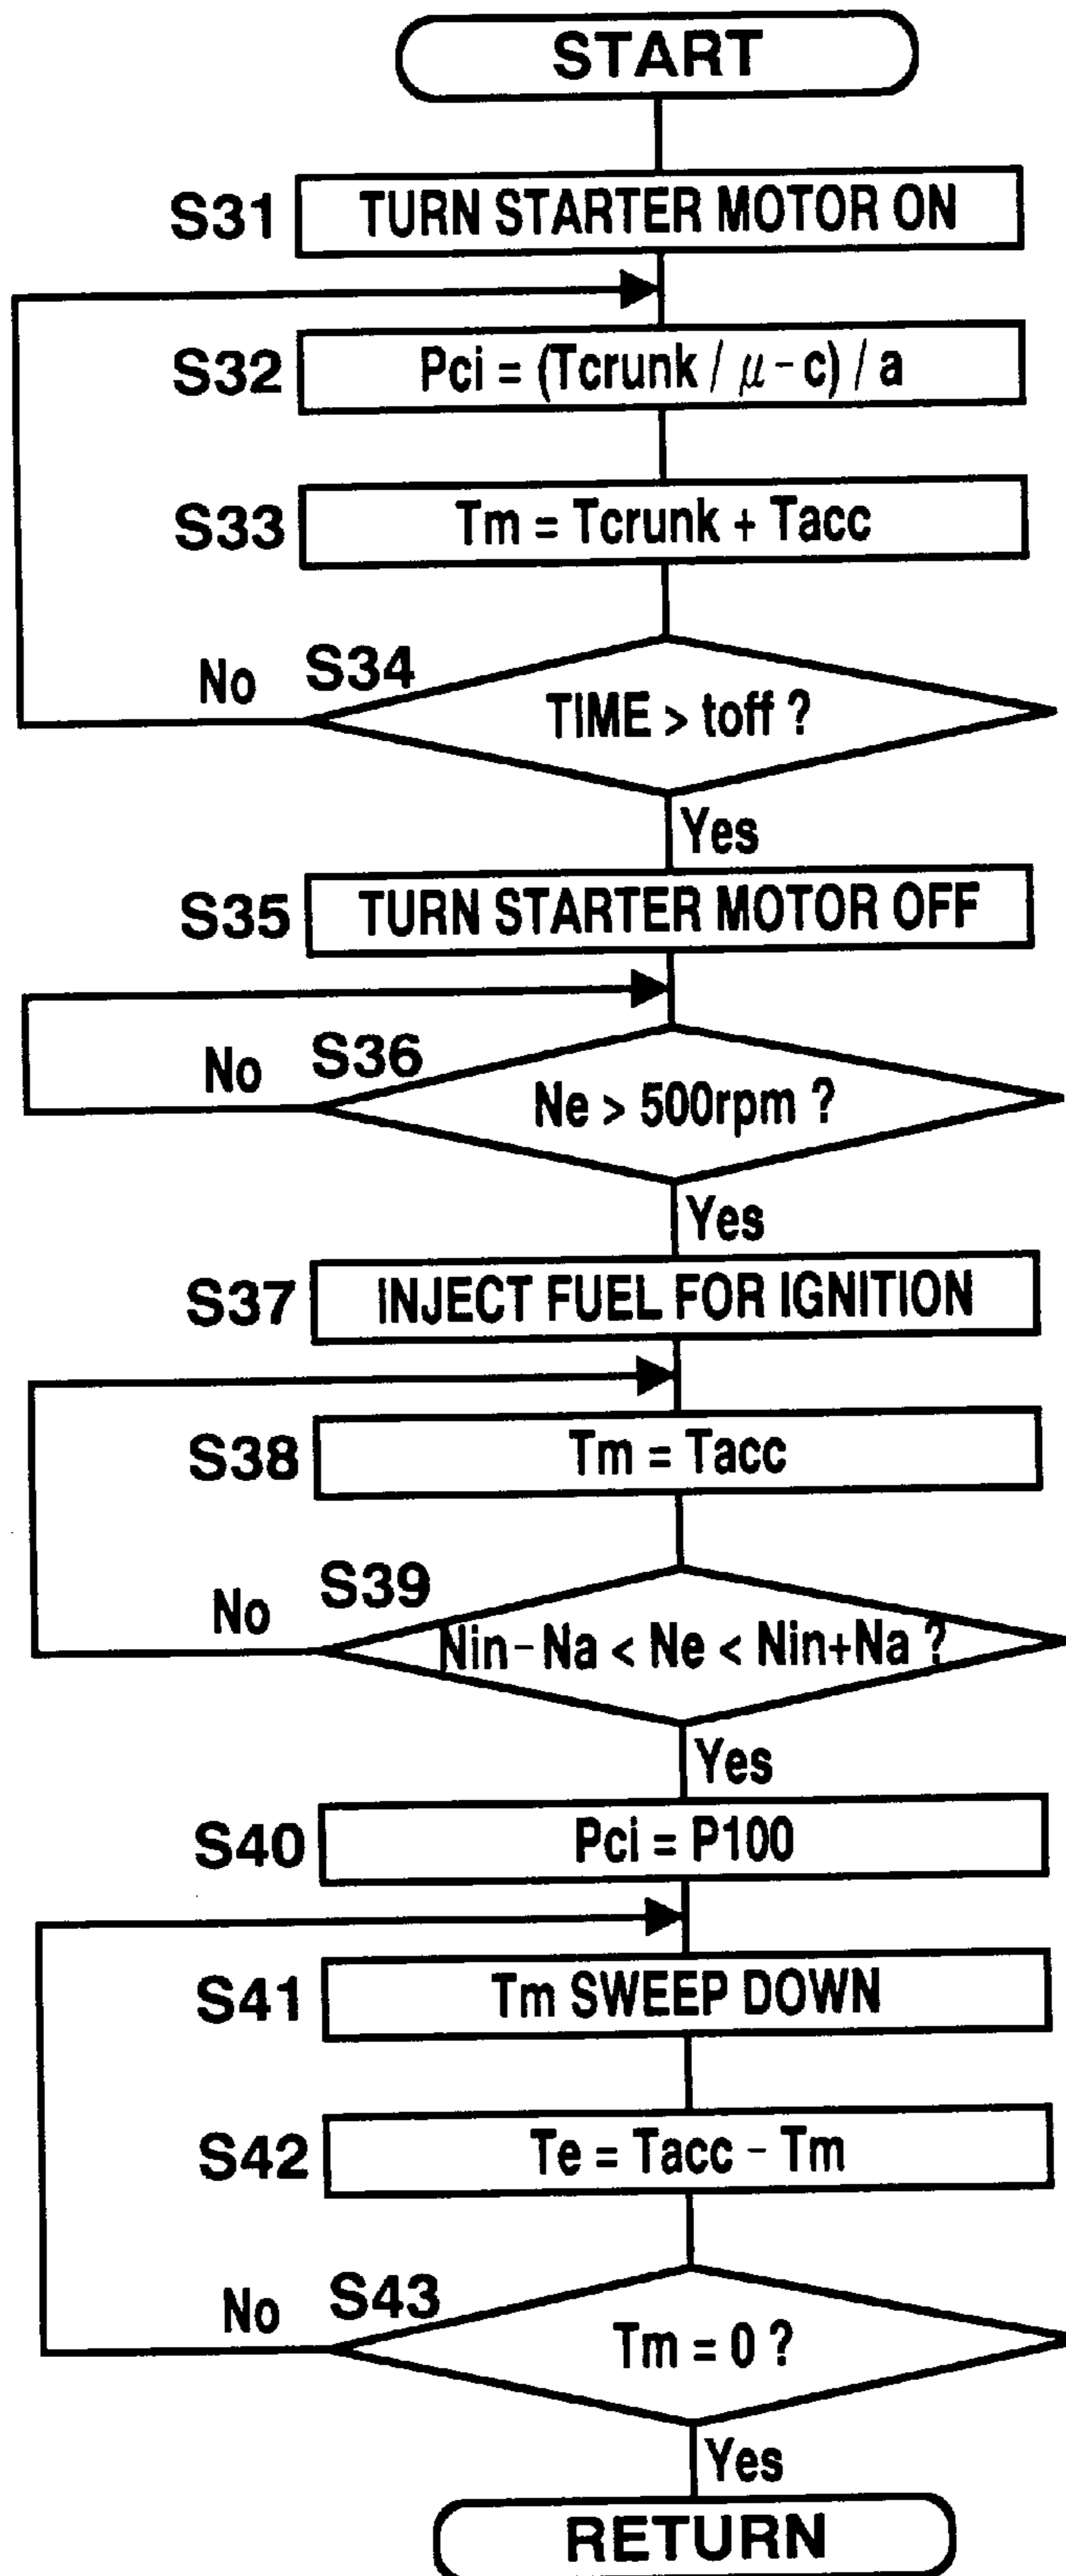 START
S31 TURN STARTER MOTOR ON
S32 Pci = (Tcrunk / μ - c) / a
S33 Tm = Tcrunk + Tacc
No S34
TIME > toff ?
Yes
S35 TURN STARTER MOTOR OFF
No S36
Ne > 500rpm ?
Yes
S37 INJECT FUEL FOR IGNITION
S38 Tm = Tacc
No S39
Nin-Na < Ne < Nin+Na ?
Yes
S40 Pci = P100
S41 Tm SWEEP DOWN
S42 Te = Tacc - Tm
No S43
Tm = 0 ?
Yes
RETURN